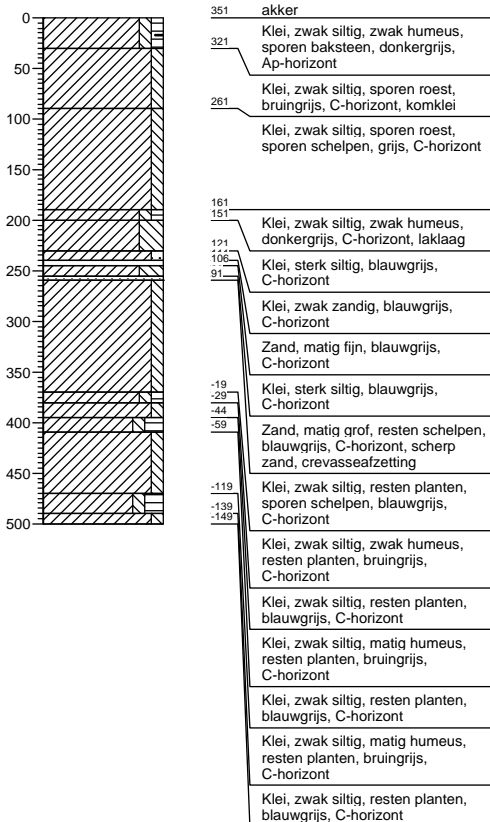 0
50
100
150
200
250
300
350
400
450
500
351 akker
321
Klei, zwak siltig, zwak humeus,
sporen baksteen, donkergrijs,
Ap-horizont
261
Klei, zwak siltig, sporen roest,
bruingrijs, C-horizont, komklei
Klei, zwak siltig, sporen roest,
sporen schelpen, grijs, C-horizont
161
151
Klei, zwak siltig, zwak humeus,
donkergrijs, C-horizont, laklaag
121
106
91
Klei, sterk siltig, blauwgrijs,
C-horizont
Klei, zwak zandig, blauwgrijs,
C-horizont
Zand, matig fijn, blauwgrijs,
C-horizont
Klei, sterk siltig, blauwgrijs,
C-horizont
-19
-29
-44
-59
Zand, matig grof, resten schelpen,
blauwgrijs, C-horizont, scherp
zand, crevasseafzetting
-119
-139
-149
Klei, zwak siltig, resten planten,
sporen schelpen, blauwgrijs,
C-horizont
Klei, zwak siltig, zwak humeus,
resten planten, bruingrijs,
C-horizont
Klei, zwak siltig, resten planten,
blauwgrijs, C-horizont
Klei, zwak siltig, matig humeus,
resten planten, bruingrijs,
C-horizont
Klei, zwak siltig, resten planten,
blauwgrijs, C-horizont
Klei, zwak siltig, matig humeus,
resten planten, bruingrijs,
C-horizont
Klei, zwak siltig, resten planten,
blauwgrijs, C-horizont